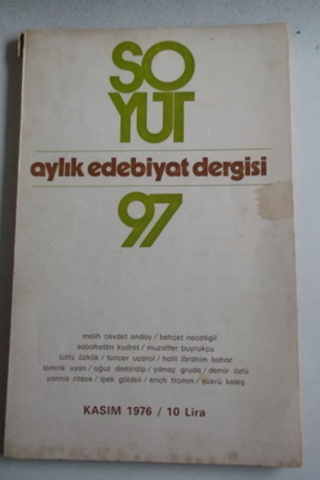 SO
YUT
aylık edebiyat dergisi
97
melih cevdet anday / behçet necatigil
sabahattin kudret / muzaffer buyrukçu
lütfü özkök / tuncer uçarol / halil ibrahim bahar
tomris uyar / oğuz demiralp / yılmaz gruda / demir özlü
yannis ritsos / ipek göldeli / erich fromm / şükrü keleş
KASIM 1976 / 10 Lira